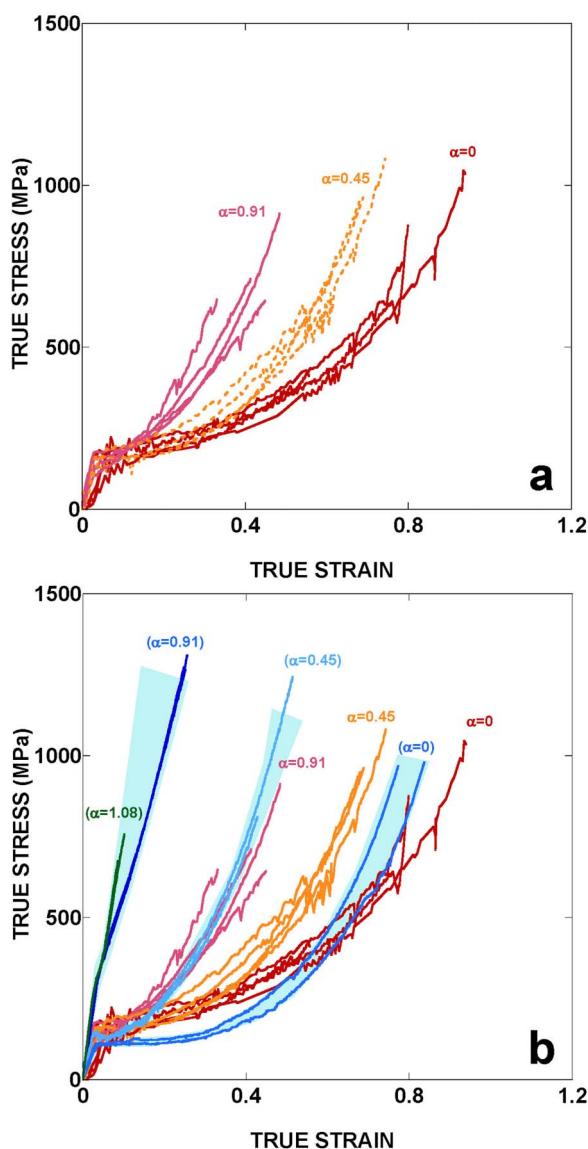 1500
α=0
α=0.45
1000
α=0.91
TRUE STRESS (MPa)
500
a
0
0 0.4 0.8 1.2
TRUE STRAIN
1500
(α=0.91)
(α=0.45)
α=0.45
α=0
(α=0)
1000
α=0.91
(α=1.08)
TRUE STRESS (MPa)
500
b
0
0 0.4 0.8 1.2
TRUE STRAIN